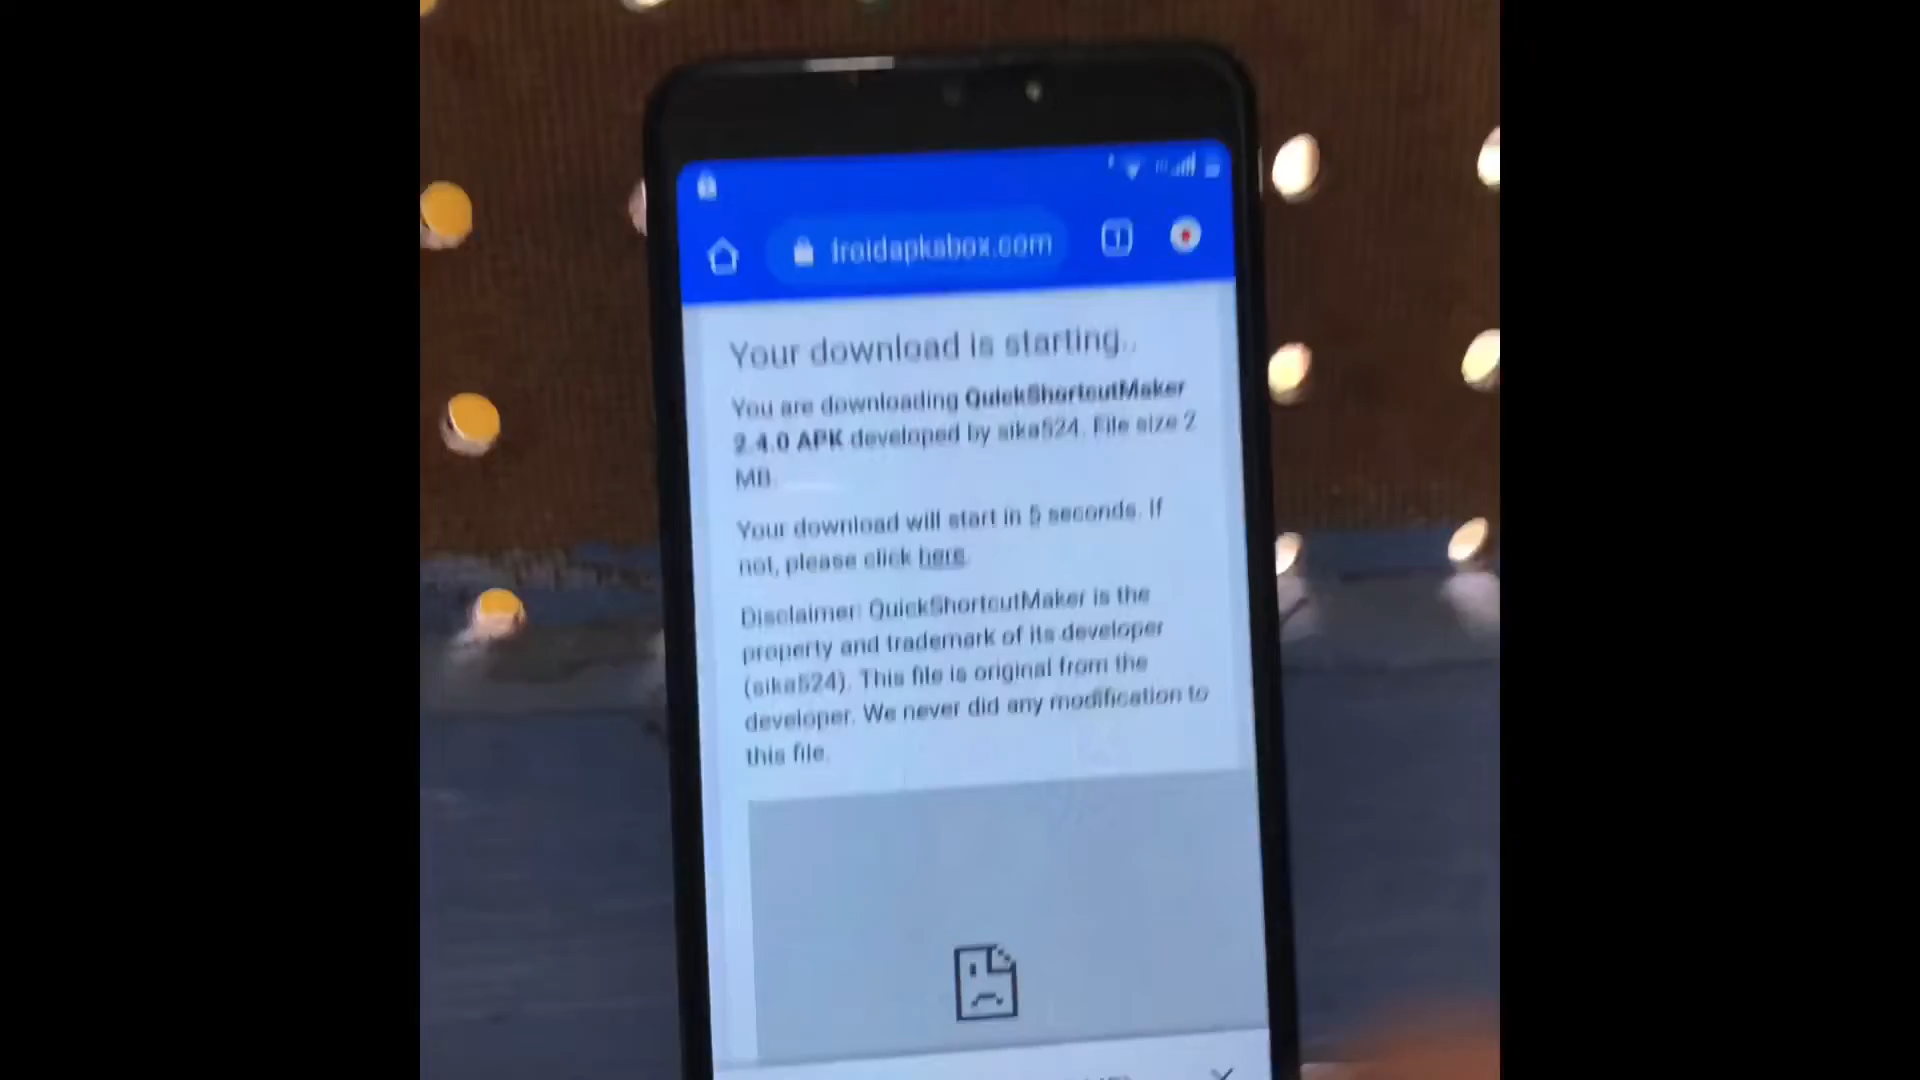 froidapksbox.com
Your download is starting..
You are downloading QuickShortcutMaker
2.4.0 APK developed by sika524. File size 2
MB.
Your download will start in 5 seconds. If
not, please click here.
Disclaimer: QuickShortcutMaker is the
property and trademark of its developer
(sika524). This file is original from the
developer. We never did any modification to
this file.